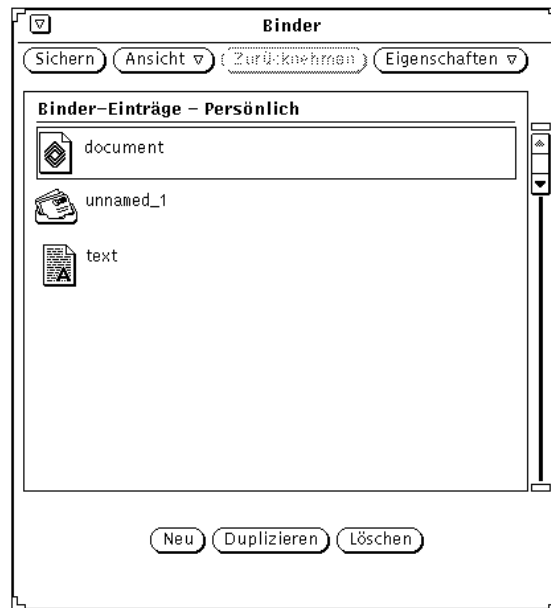 Binder
Sichern Ansicht Zurücknehmen Eigenschaften
Binder-Einträge - Persönlich
document
unnamed_1
text
Neu Duplizieren Löschen